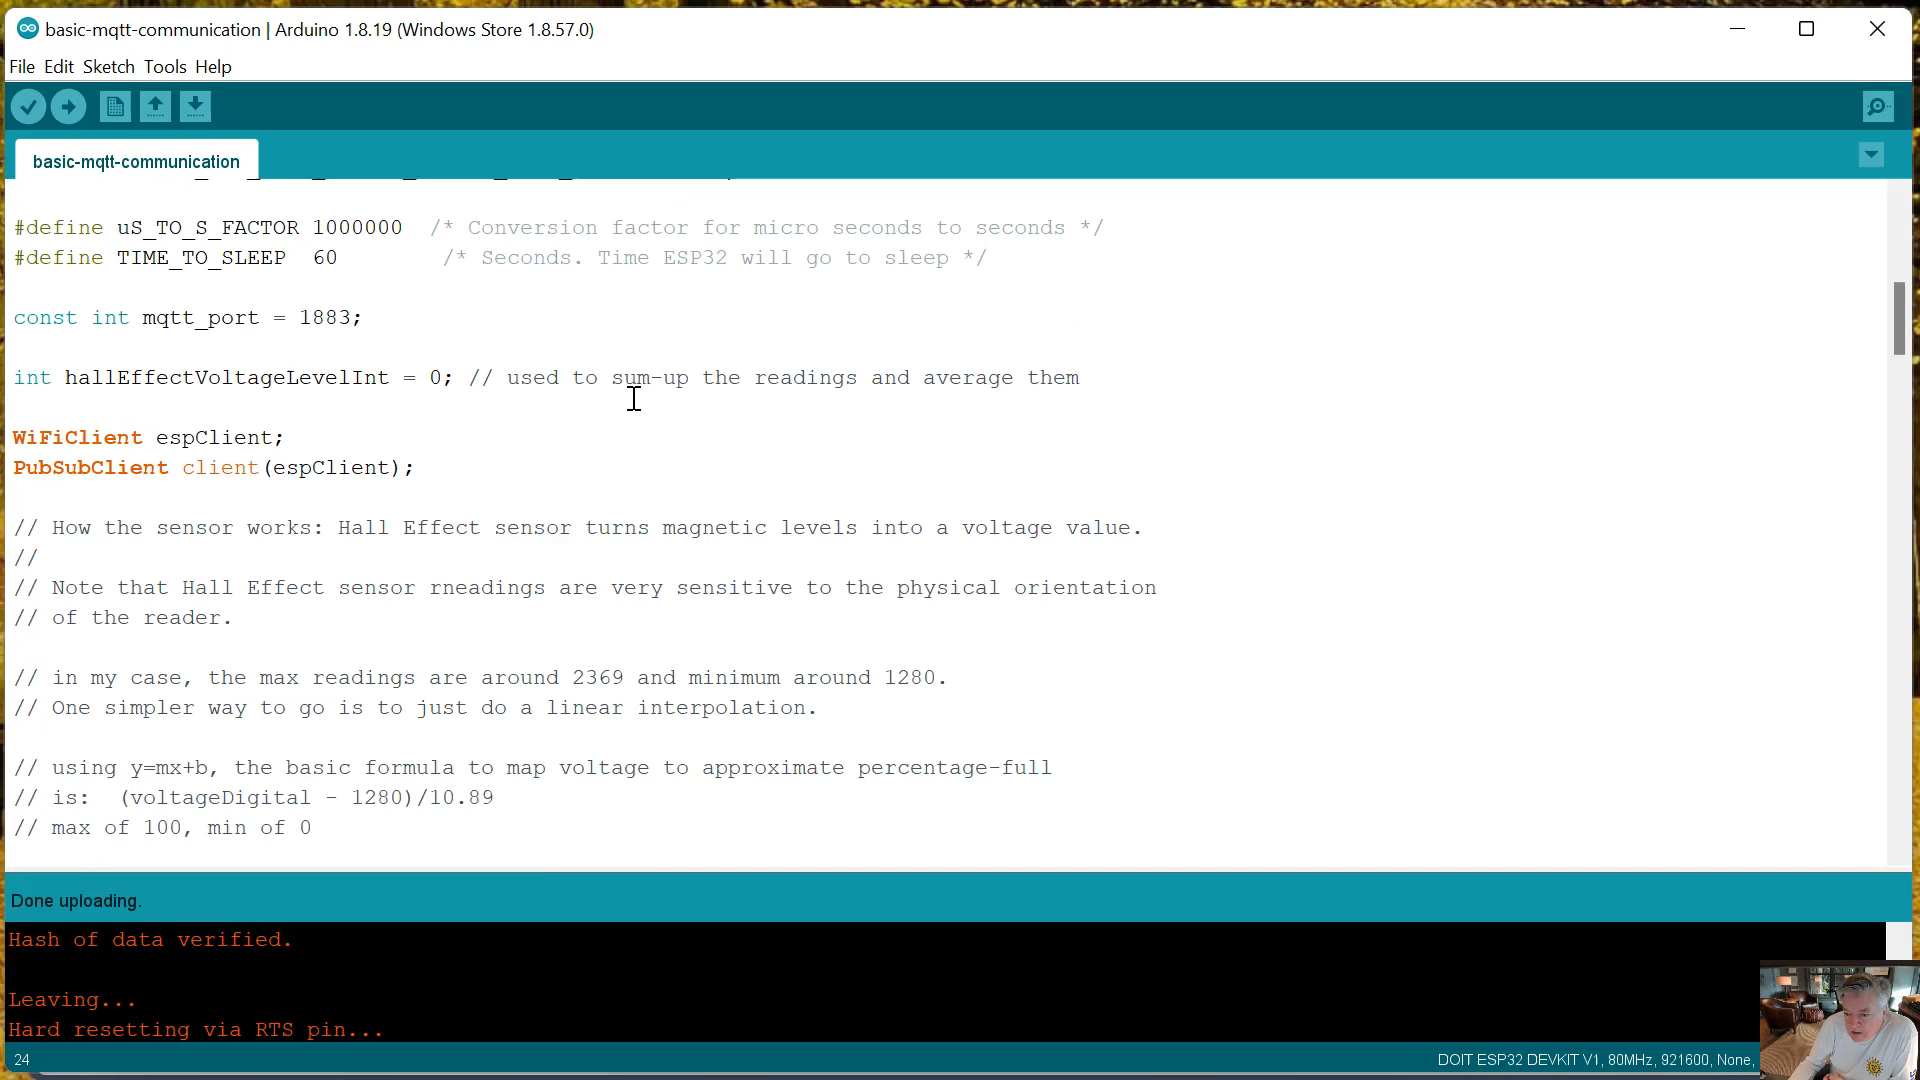 basic-mqtt-communication | Arduino 1.8.19 (Windows Store 1.8.57.0)
File Edit Sketch Tools Help
basic-mqtt-communication
#define uS_TO_S_FACTOR 1000000 /* Conversion factor for micro seconds to seconds */
#define TIME_TO_SLEEP 60 /* Seconds. Time ESP32 will go to sleep */
const int mqtt_port = 1883;
int hallEffectVoltageLevelInt = 0; // used to sum-up the readings and average them
WiFiClient espClient;
PubSubClient client(espClient);
// How the sensor works: Hall Effect sensor turns magnetic levels into a voltage value.
//
// Note that Hall Effect sensor rneadings are very sensitive to the physical orientation
// of the reader.
// in my case, the max readings are around 2369 and minimum around 1280.
// One simpler way to go is to just do a linear interpolation.
// using y=mx+b, the basic formula to map voltage to approximate percentage-full
// is: (voltageDigital - 1280)/10.89
// max of 100, min of 0
Done uploading.
Hash of data verified.
Leaving...
Hard resetting via RTS pin...
24
DOIT ESP32 DEVKIT V1, 80MHz, 921600, None,